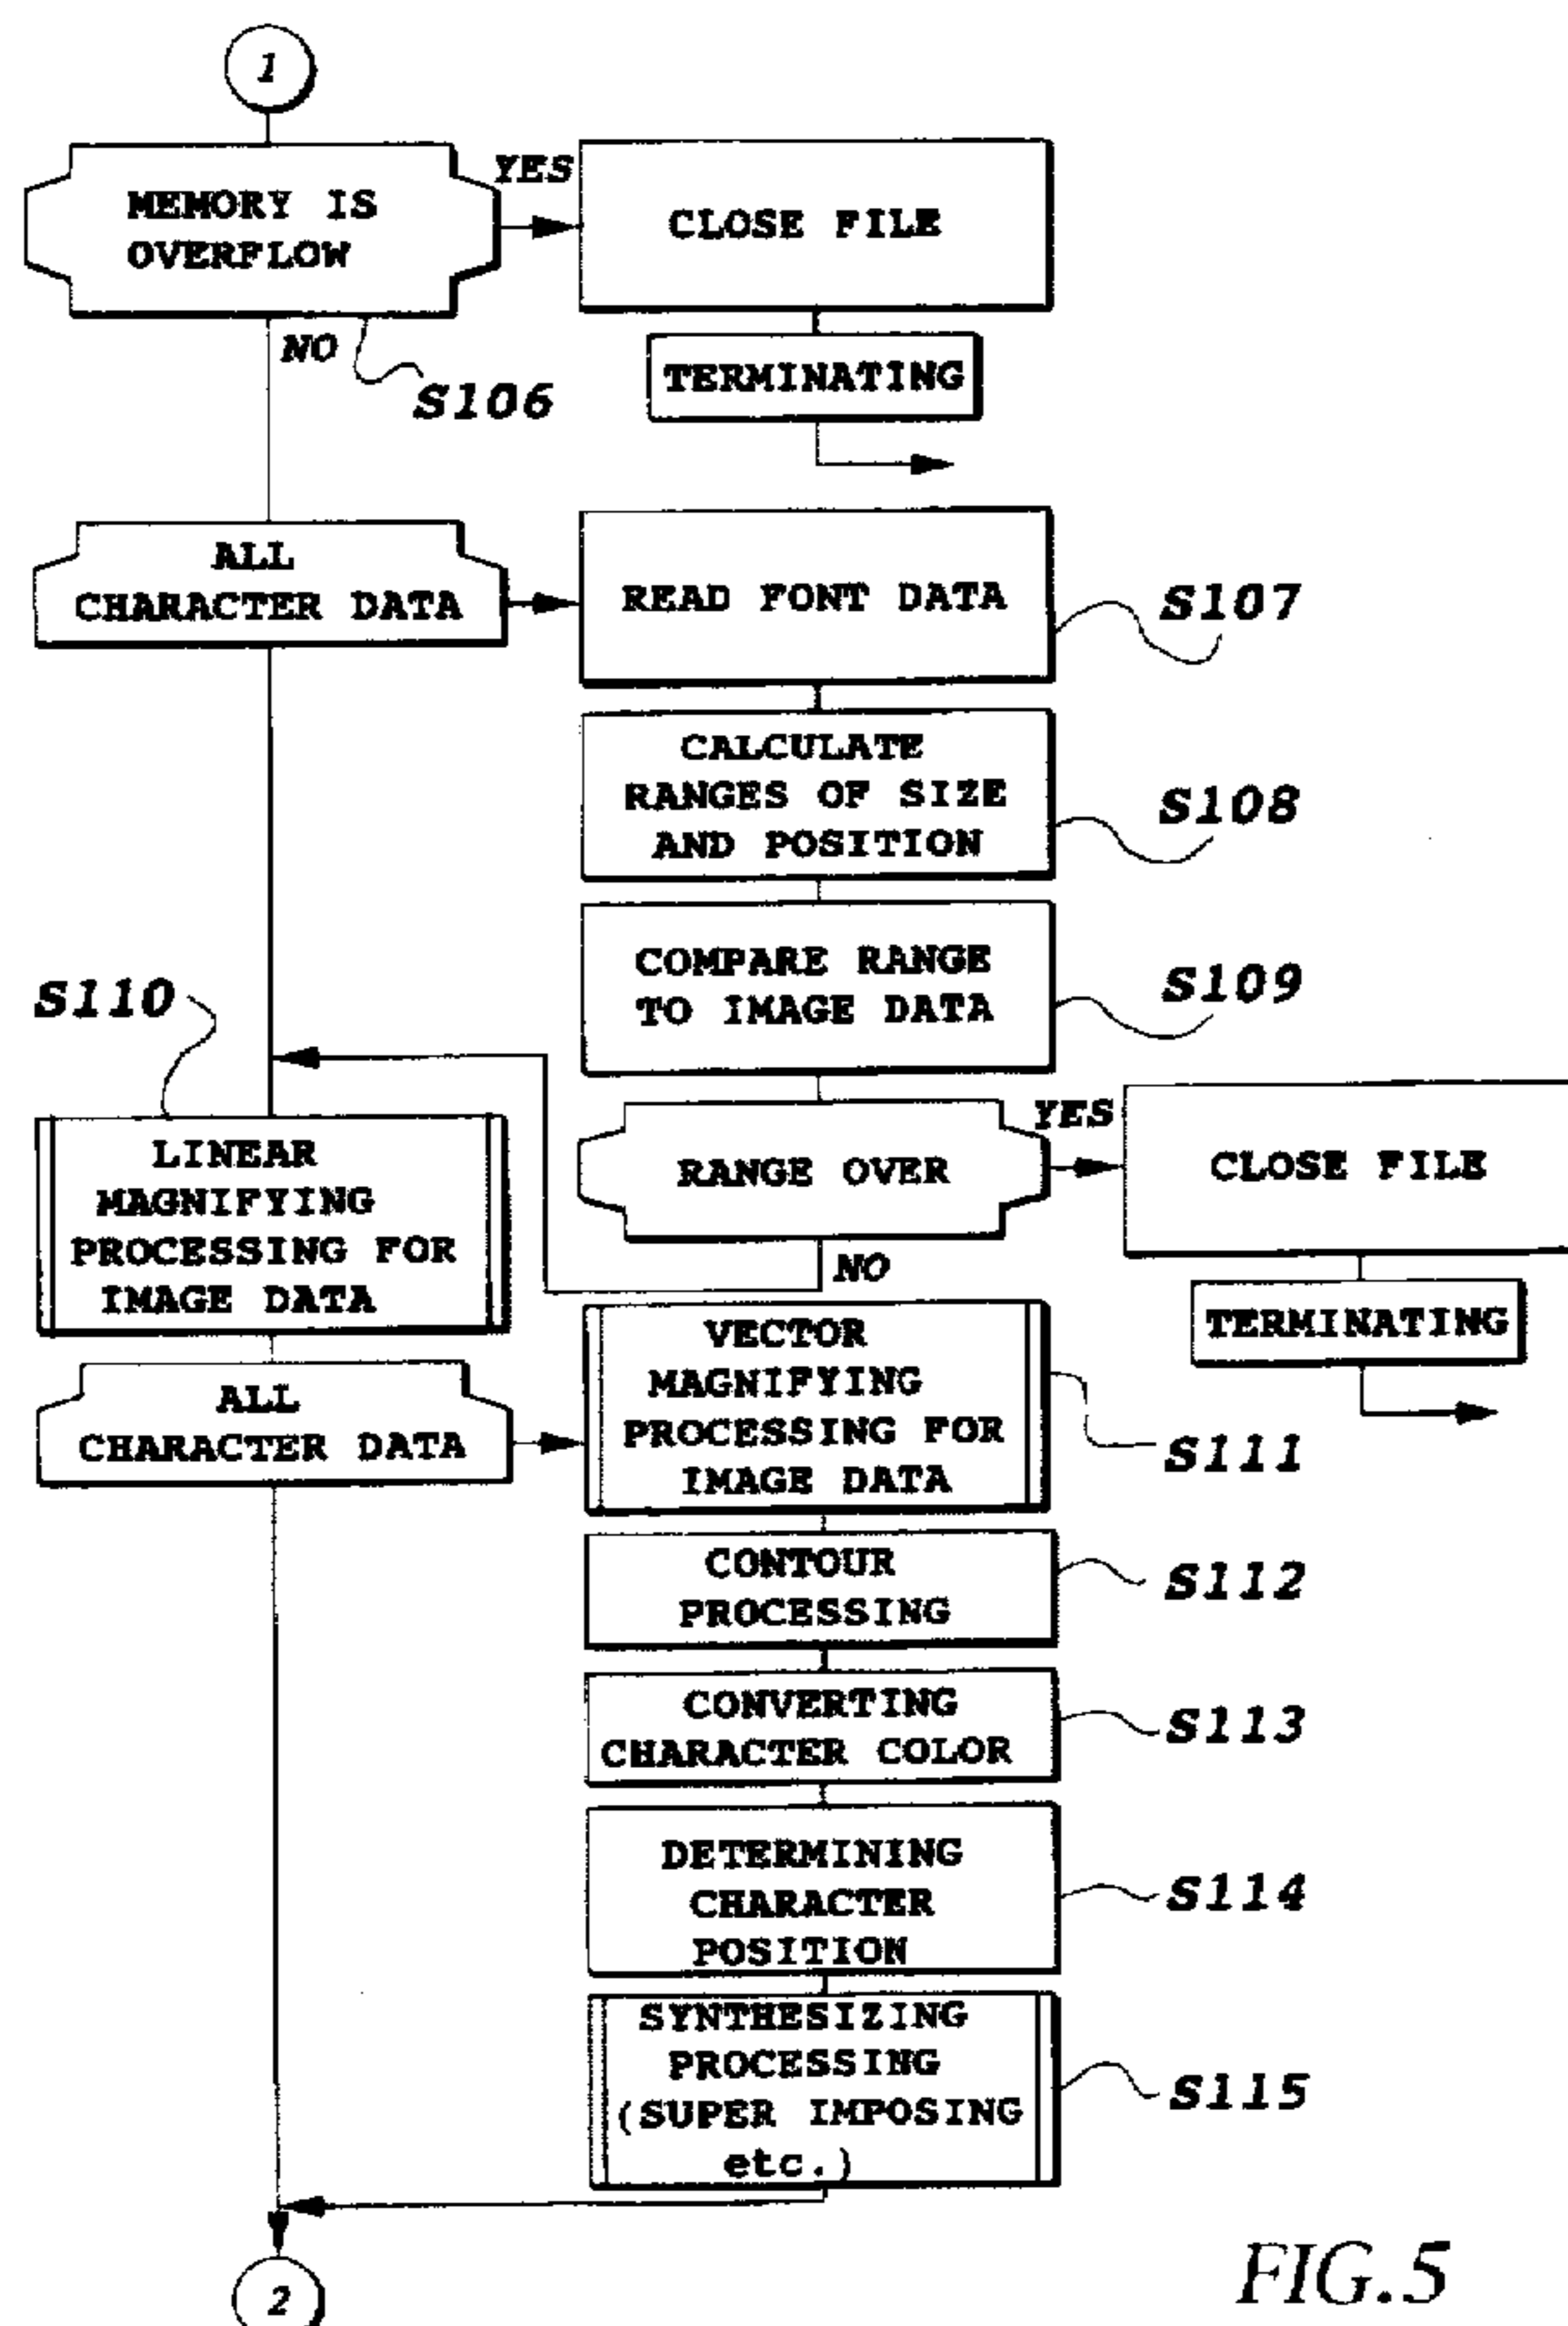 1
MEMORY IS
OVERFLOW
YES
CLOSE FILE
NO
S106
TERMINATING
ALL
CHARACTER DATA
READ FONT DATA
S107
CALCULATE
RANGES OF SIZE
AND POSITION
S108
COMPARE RANGE
TO IMAGE DATA
S109
S110
LINEAR
MAGNIFYING
PROCESSING FOR
IMAGE DATA
RANGE OVER
YES
CLOSE FILE
NO
TERMINATING
ALL
CHARACTER DATA
VECTOR
MAGNIFYING
PROCESSING FOR
IMAGE DATA
S111
CONTOUR
PROCESSING
S112
CONVERTING
CHARACTER COLOR
S113
DETERMINING
CHARACTER
POSITION
S114
SYNTHESIZING
PROCESSING
(SUPER IMPOSING
etc.)
S115
2
FIG.5